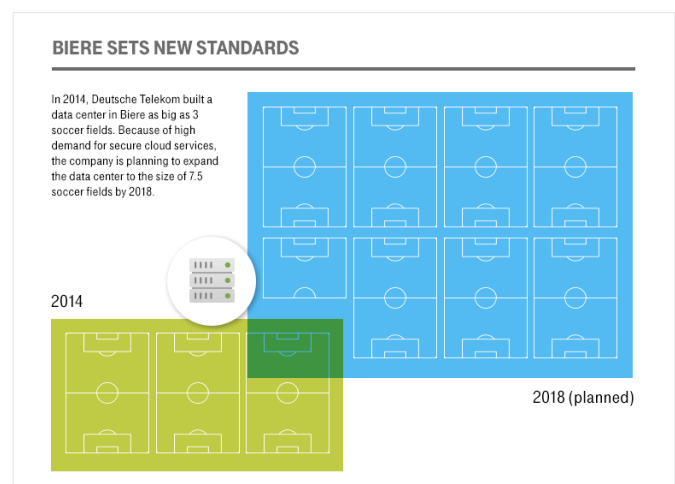 BIERE SETS NEW STANDARDS
In 2014, Deutsche Telekom built a
data center in Biere as big as 3
soccer fields. Because of high
demand for secure cloud services,
the company is planning to expand
the data center to the size of 7.5
soccer fields by 2018.
2014
2018 (planned)